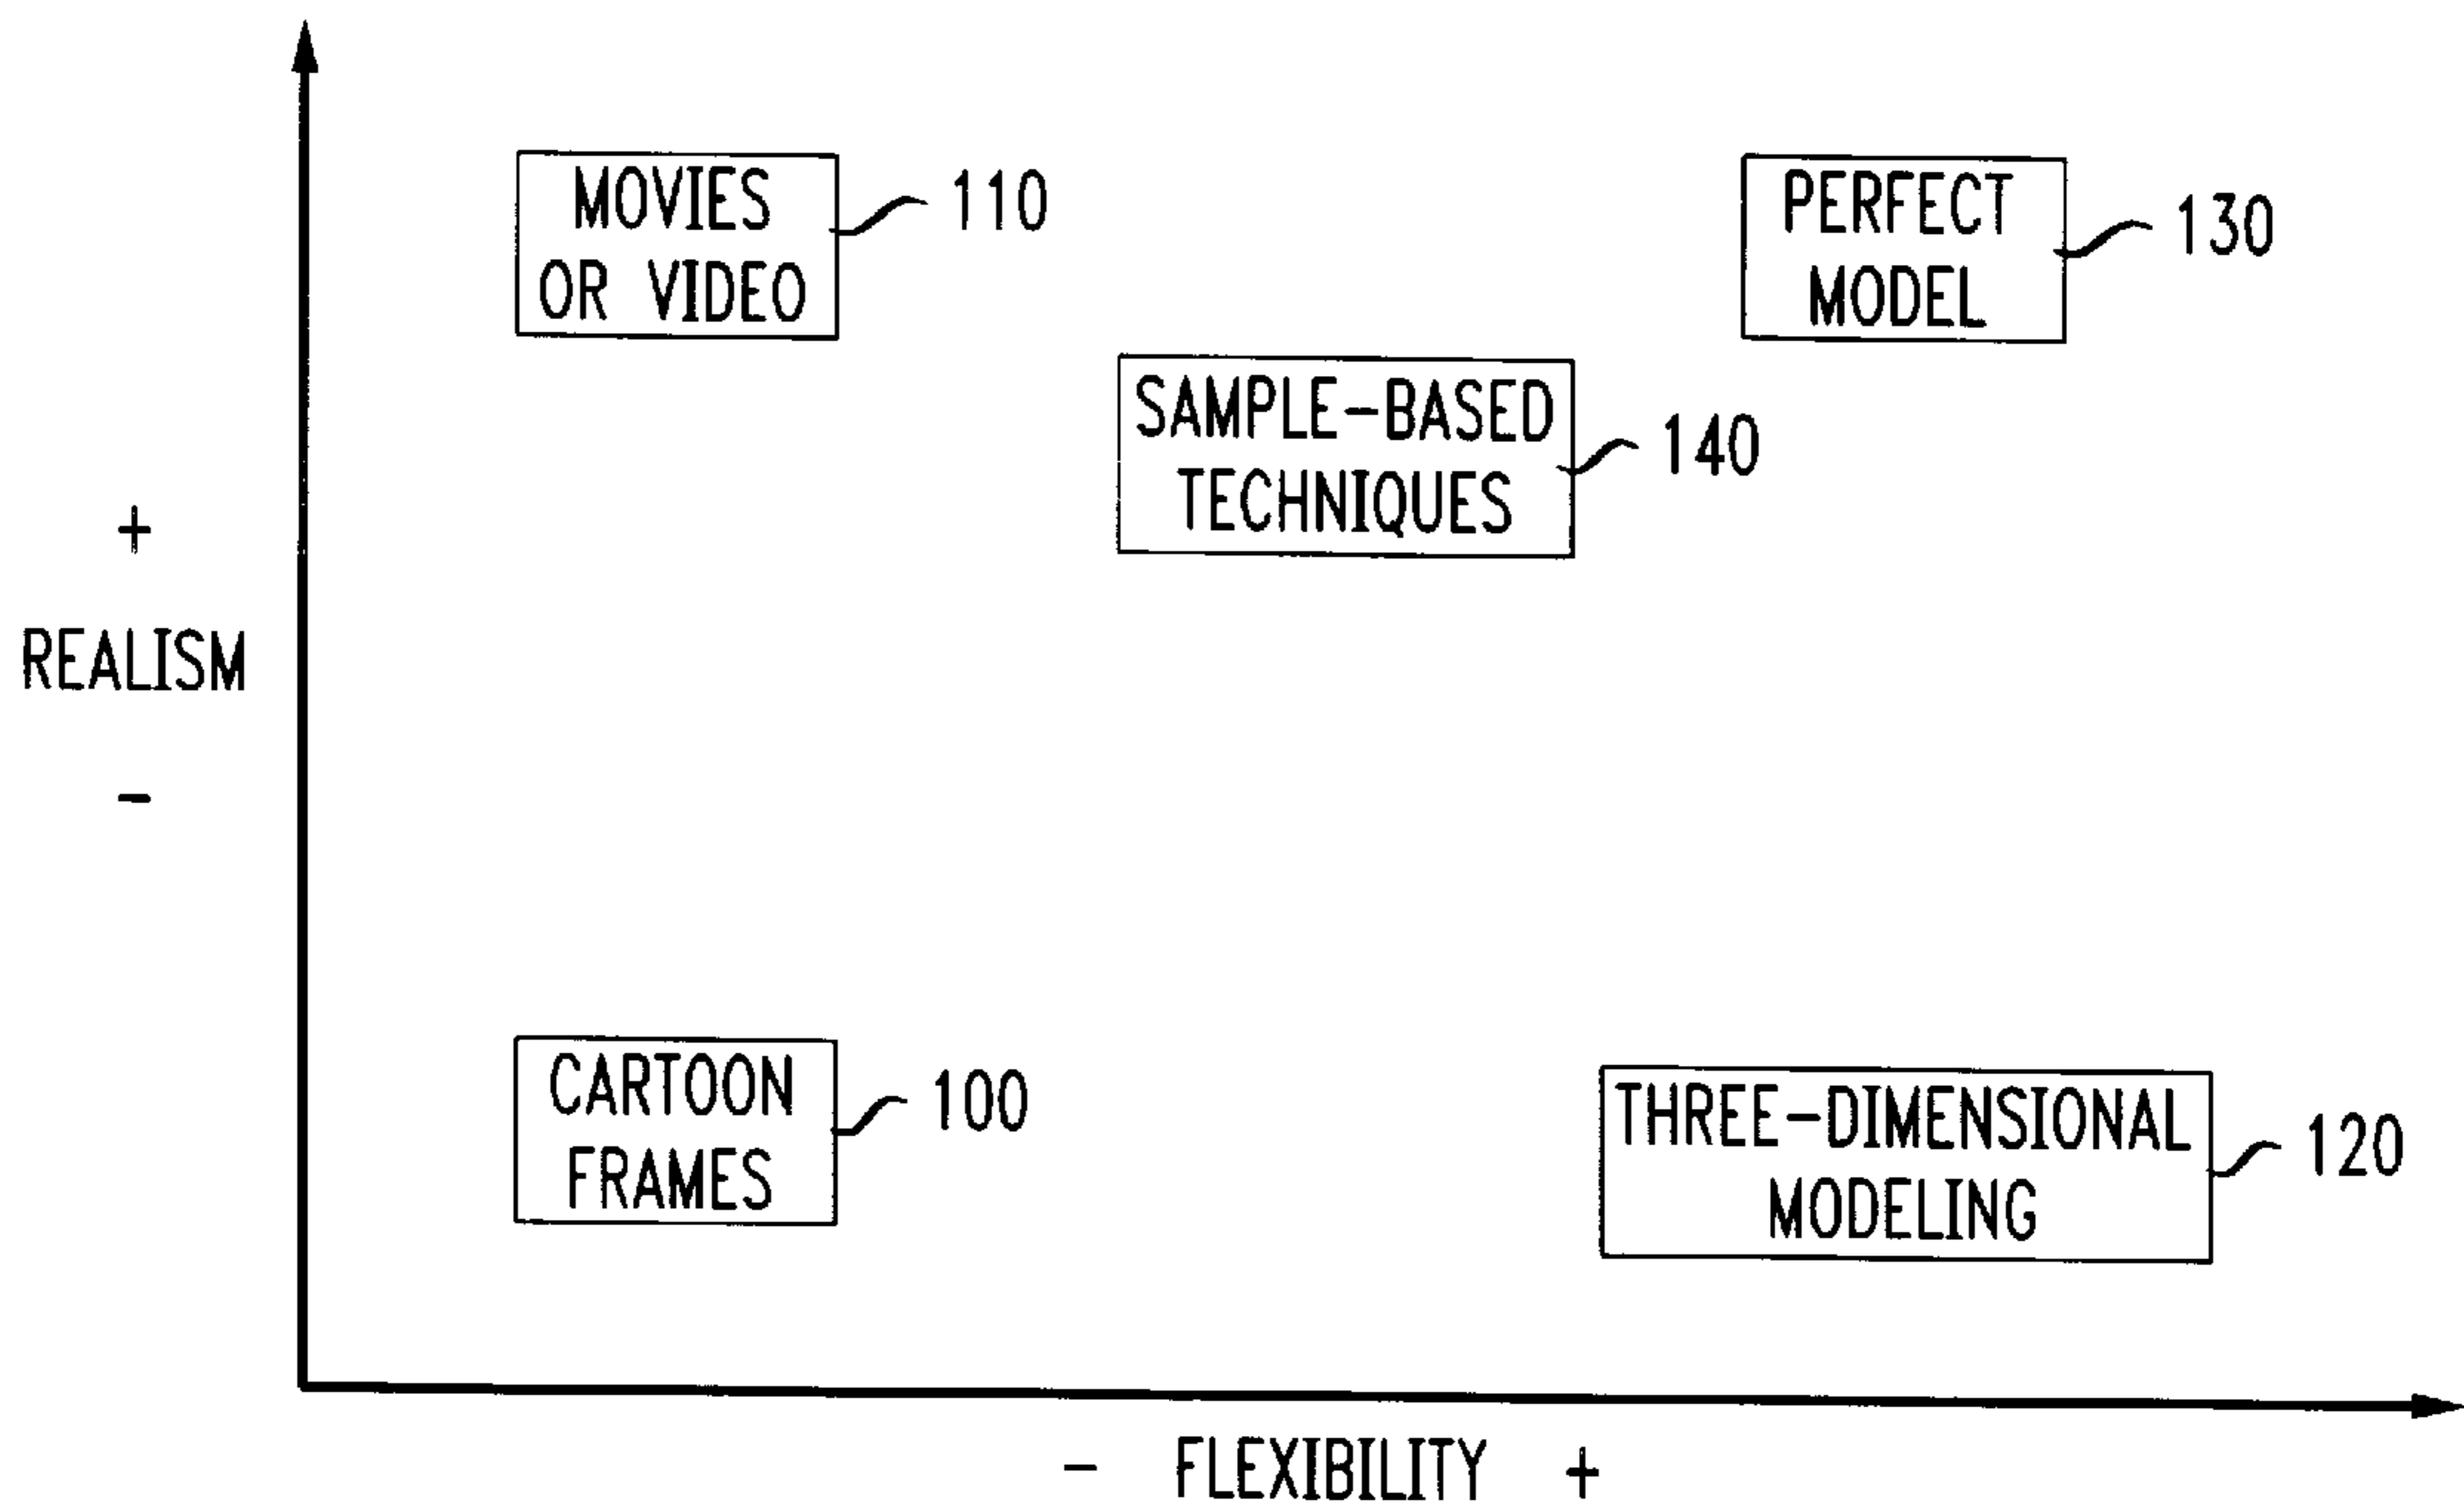 MOVIES
OR VIDEO
110
PERFECT
MODEL
130
SAMPLE-BASED
TECHNIQUES
140
+
REALISM
-
CARTOON
FRAMES
100
THREE-DIMENSIONAL
MODELING
120
- FLEXIBILITY +